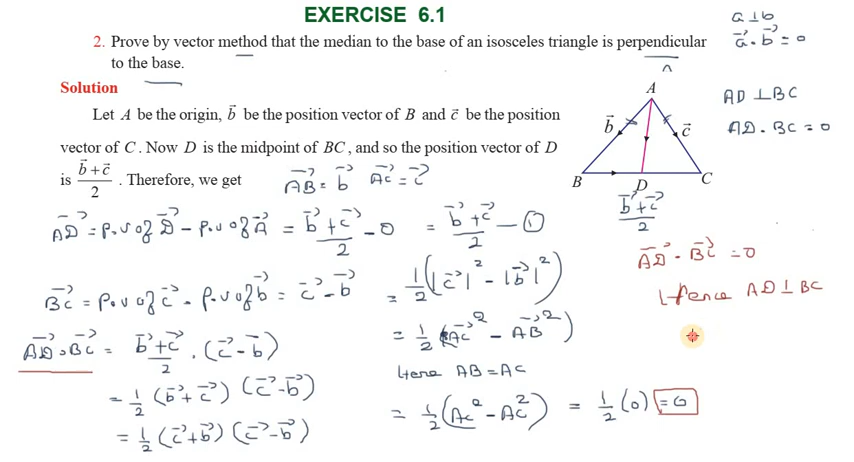 EXERCISE 6.1
2. Prove by vector method that the median to the base of an isosceles triangle is perpendicular
to the base.
Solution
Let A be the origin, b⃗ be the position vector of B and c⃗ be the position
vector of C. Now D is the midpoint of BC, and so the position vector of D
is (b⃗+c⃗)/2. Therefore, we get
AB⃗ = b⃗ AC⃗ = c⃗
AD⃗ = P.v of D⃗ - P.v of A⃗ = (b⃗+c⃗)/2 - 0 = (b⃗+c⃗)/2 - ①
BC⃗ = P.v of c⃗ - P.v of b⃗ = c⃗ - b⃗
AD⃗ . BC⃗ = (b⃗+c⃗)/2 . (c⃗-b⃗)
= 1/2 (b⃗+c⃗) (c⃗-b⃗)
= 1/2 (c⃗+b⃗) (c⃗-b⃗)
= 1/2 (|c⃗|² - |b⃗|²)
= 1/2 (AC⃗² - AB⃗²)
Here AB = AC
= 1/2 (AC² - AC²) = 1/2 (0) = 0
a ⊥ b
a⃗ . b⃗ = 0
AD ⊥ BC
AD . BC = 0
A
b⃗
c⃗
B
D
C
(b⃗+c⃗)/2
AD⃗ . BC⃗ = 0
Hence AD ⊥ BC